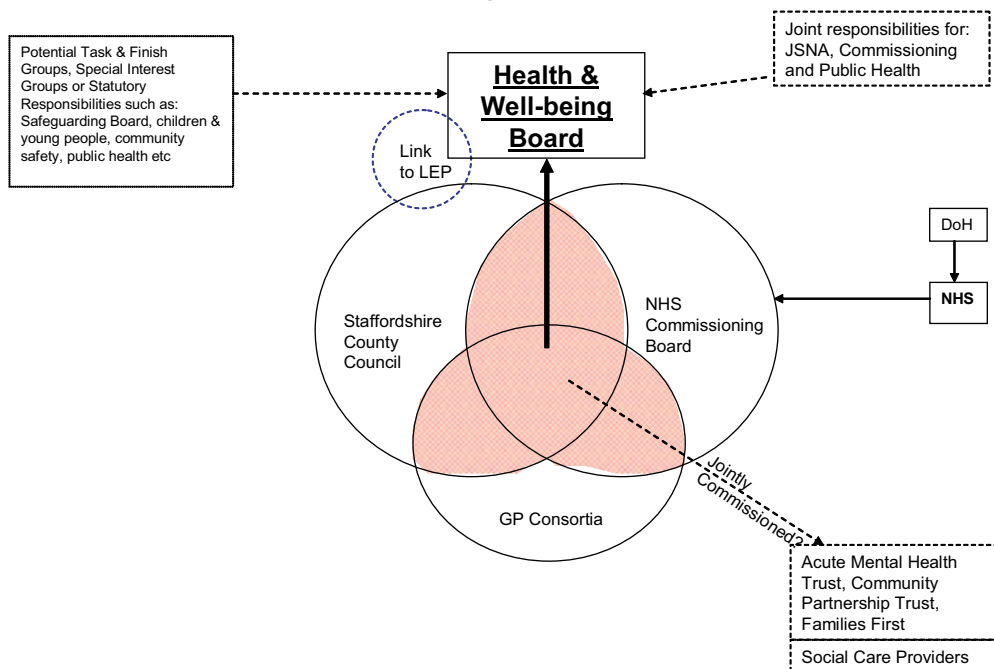 Potential Task & Finish
Groups, Special Interest
Groups or Statutory
Responsibilities such as:
Safeguarding Board, children &
young people, community
safety, public health etc
Health &
Well-being
Board
Joint responsibilities for:
JSNA, Commissioning
and Public Health
Link
to LEP
DoH
NHS
Staffordshire
County
Council
NHS
Commissioning
Board
GP Consortia
Jointly
Commissioned?
Acute Mental Health
Trust, Community
Partnership Trust,
Families First
Social Care Providers